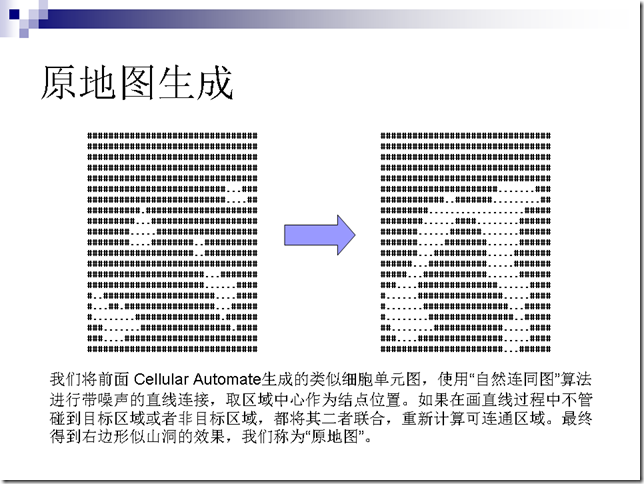 原地图生成
我们将前面 Cellular Automate生成的类似细胞单元图，使用“自然连同图”算法
进行带噪声的直线连接，取区域中心作为结点位置。如果在画直线过程中不管
碰到目标区域或者非目标区域，都将其二者联合，重新计算可连通区域。最终
得到右边形似山洞的效果，我们称为“原地图”。